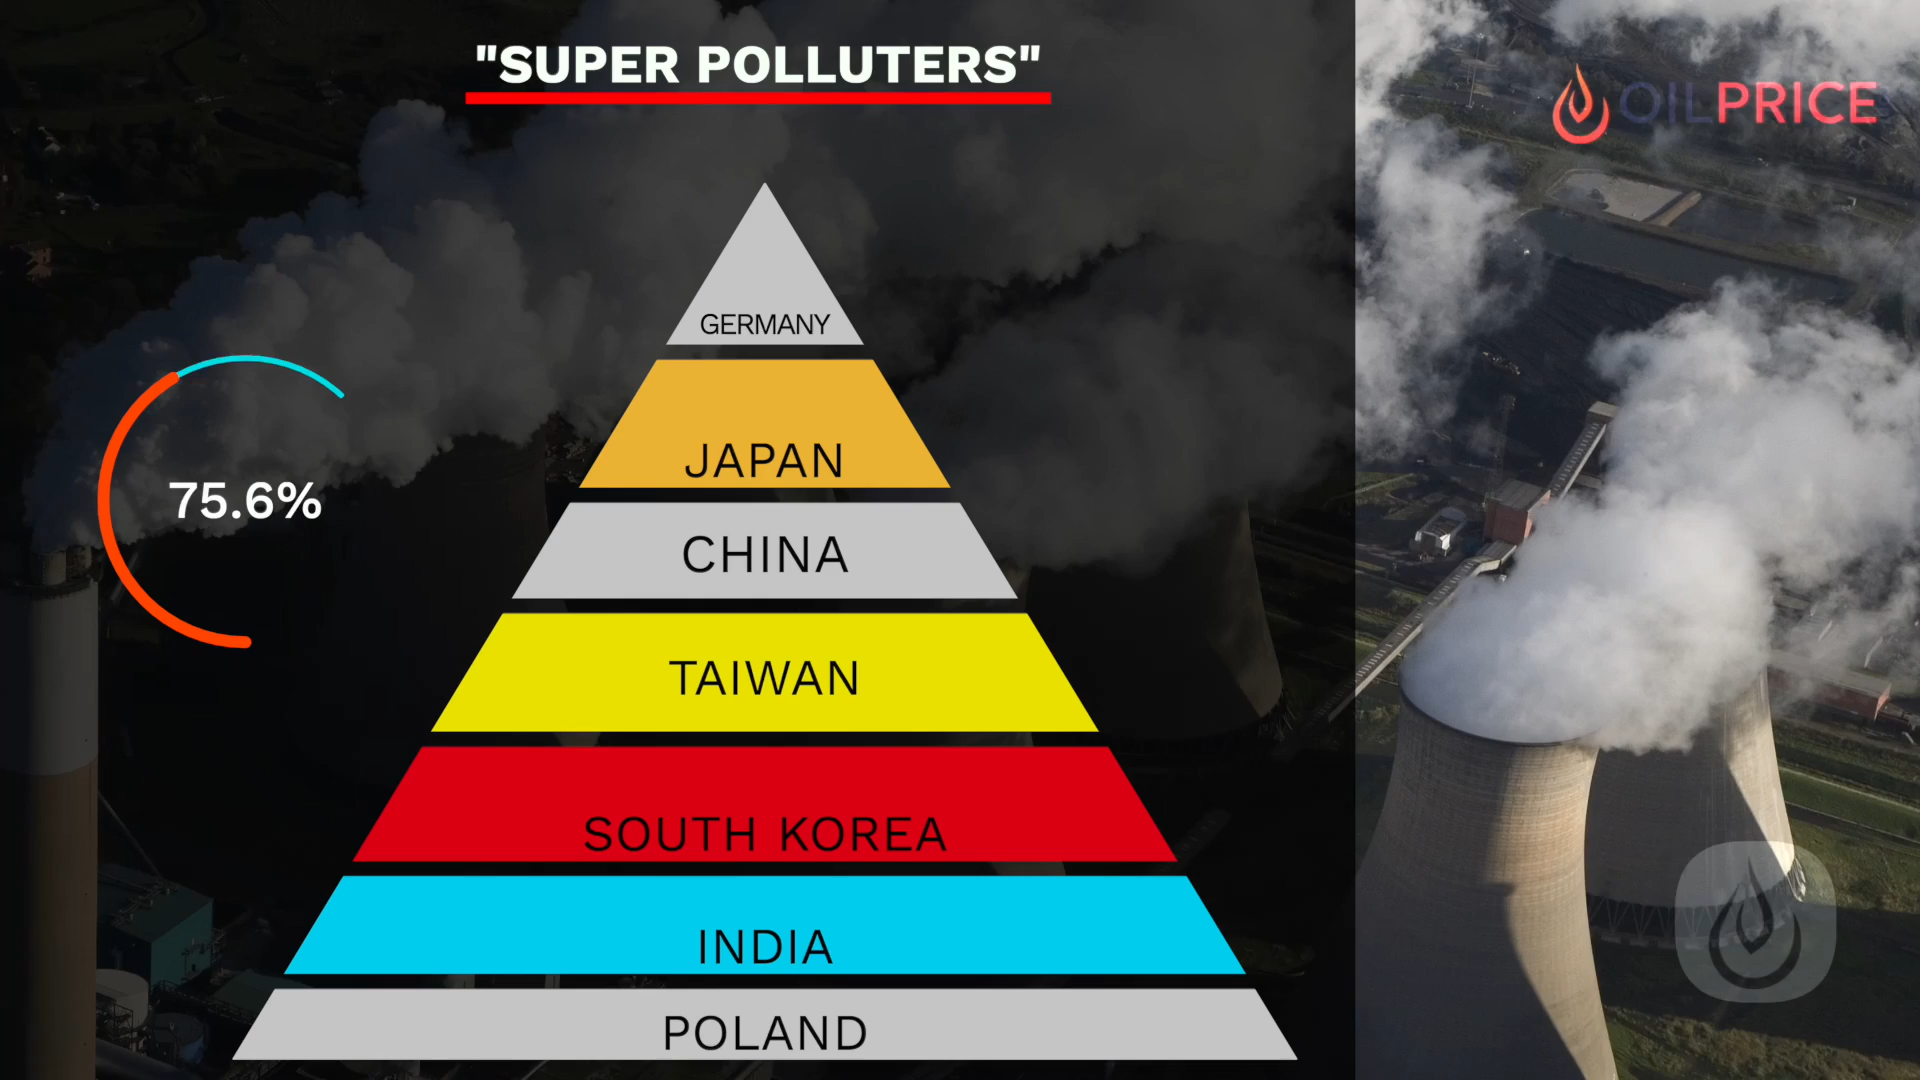 "SUPER POLLUTERS"
OILPRICE
GERMANY
JAPAN
75.6%
CHINA
TAIWAN
SOUTH KOREA
INDIA
POLAND